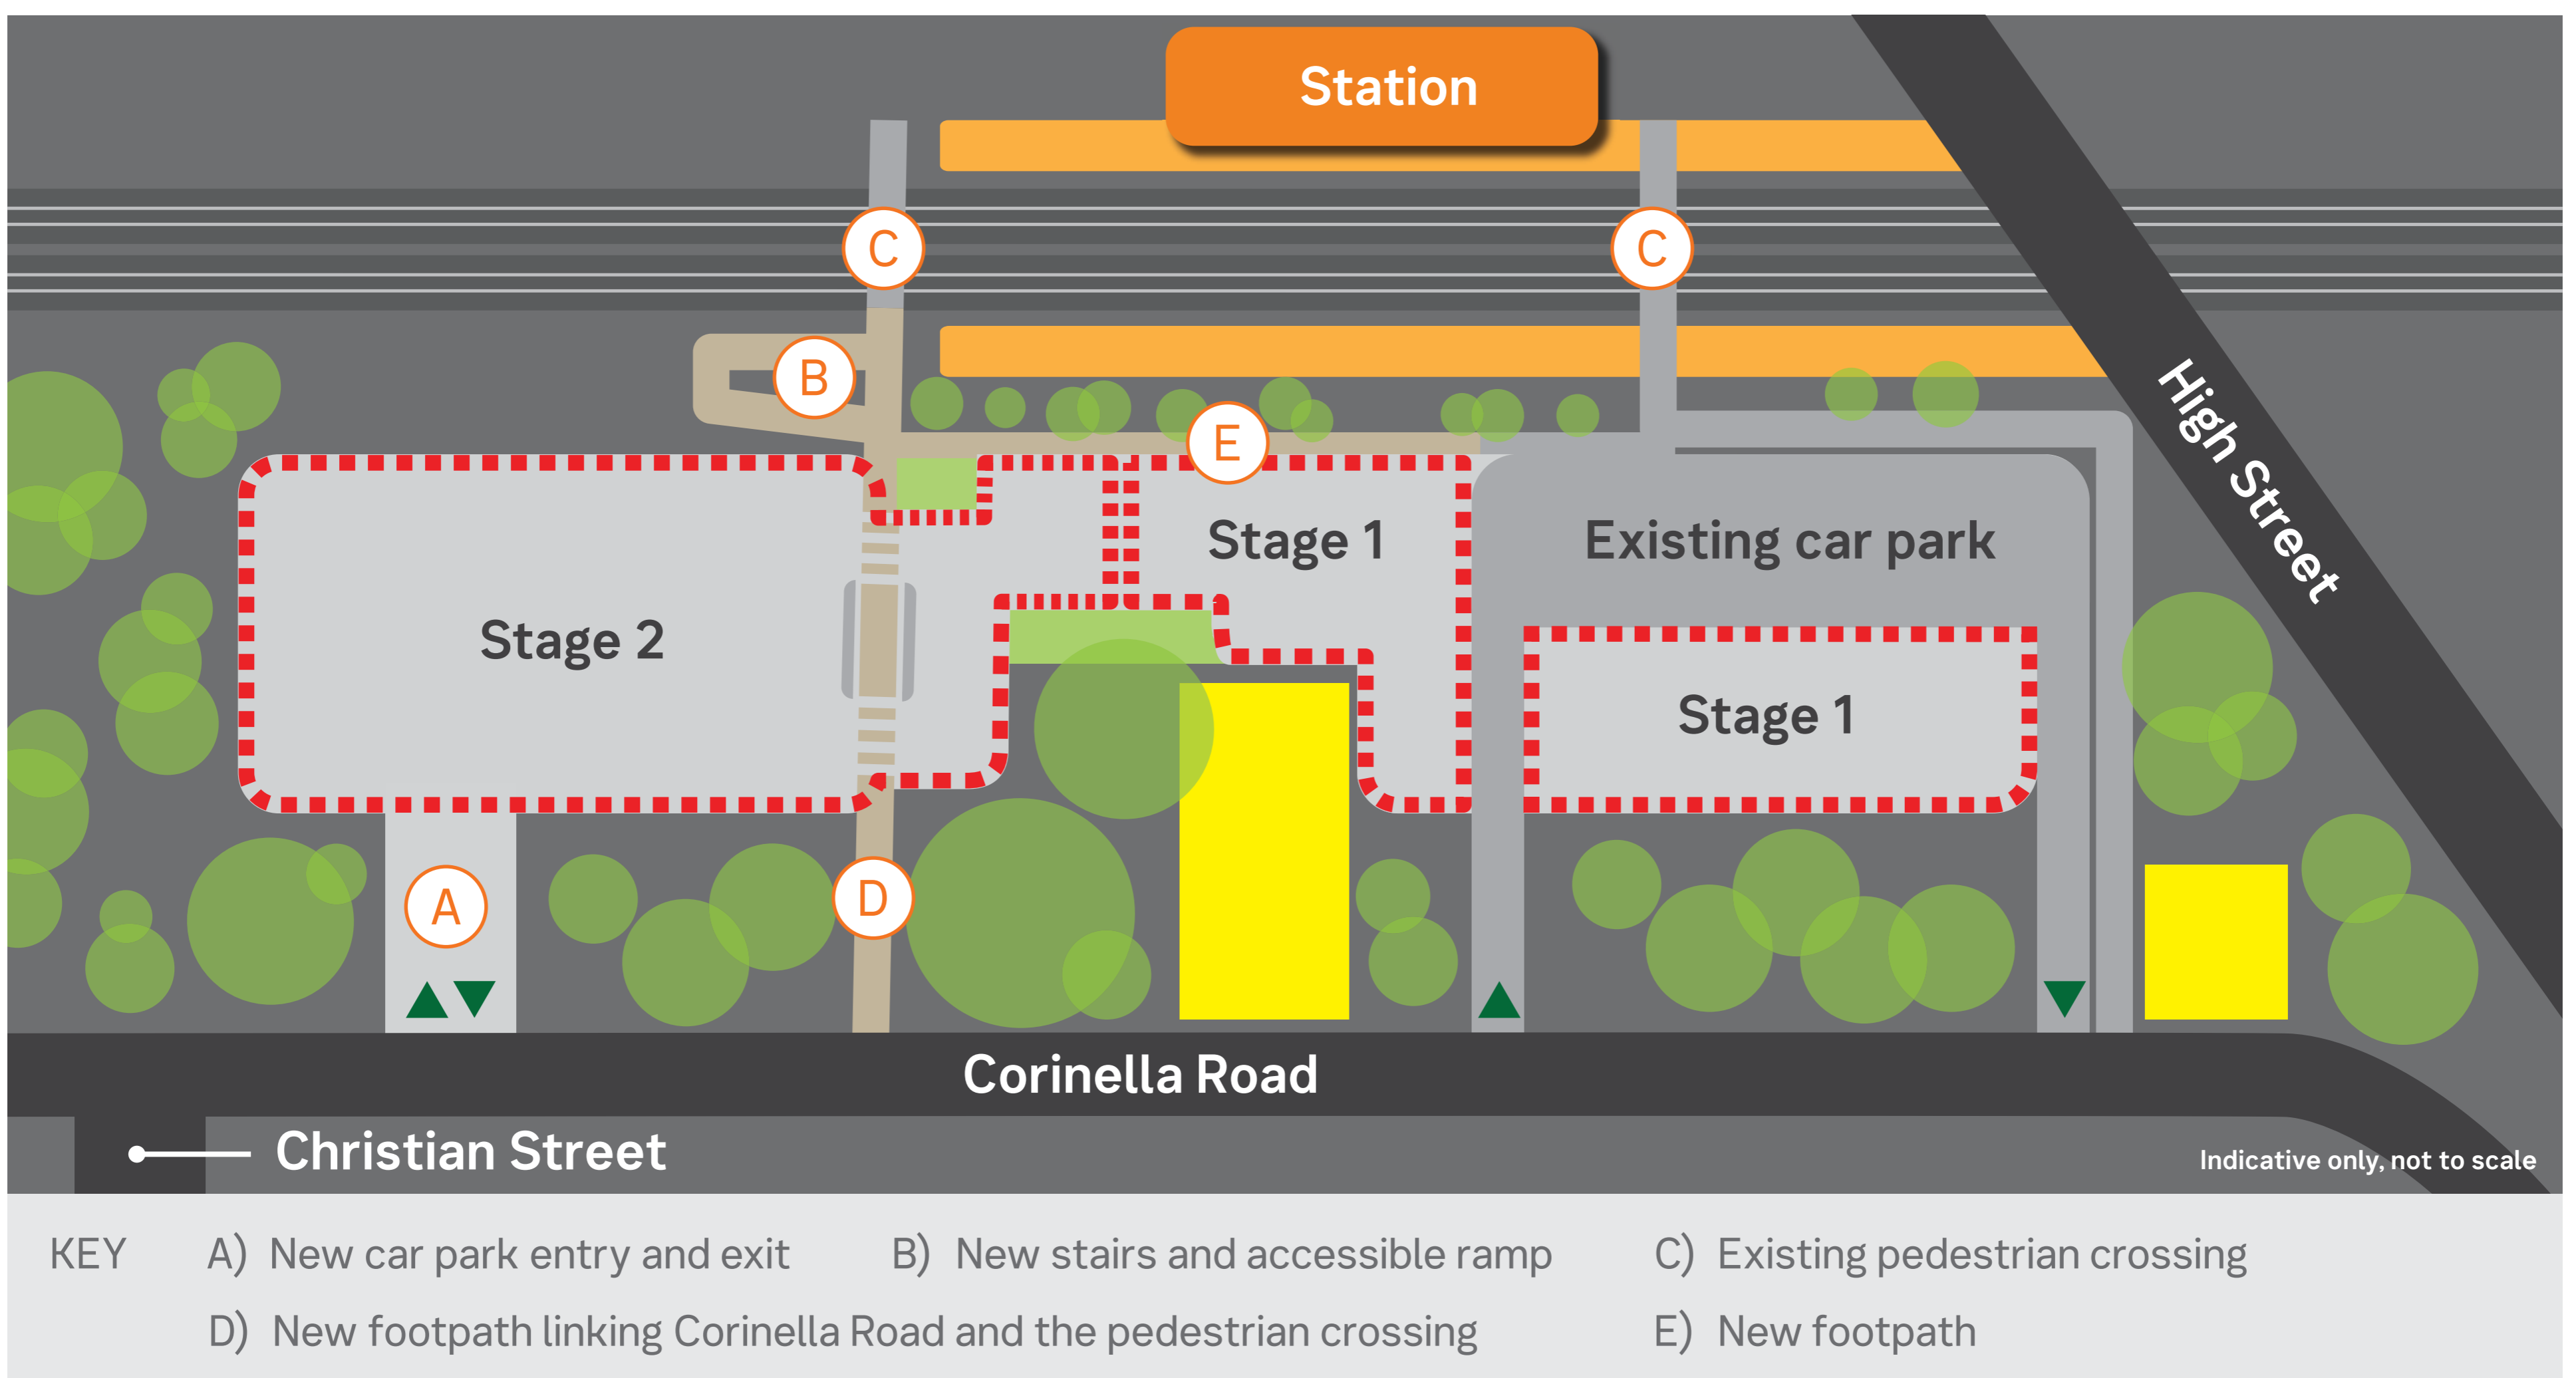 Station
C
C
B
High Street
E
Stage 1
Existing car park
Stage 2
Stage 1
A
D
Corinella Road
Christian Street
Indicative only, not to scale
KEY A) New car park entry and exit B) New stairs and accessible ramp C) Existing pedestrian crossing
D) New footpath linking Corinella Road and the pedestrian crossing E) New footpath